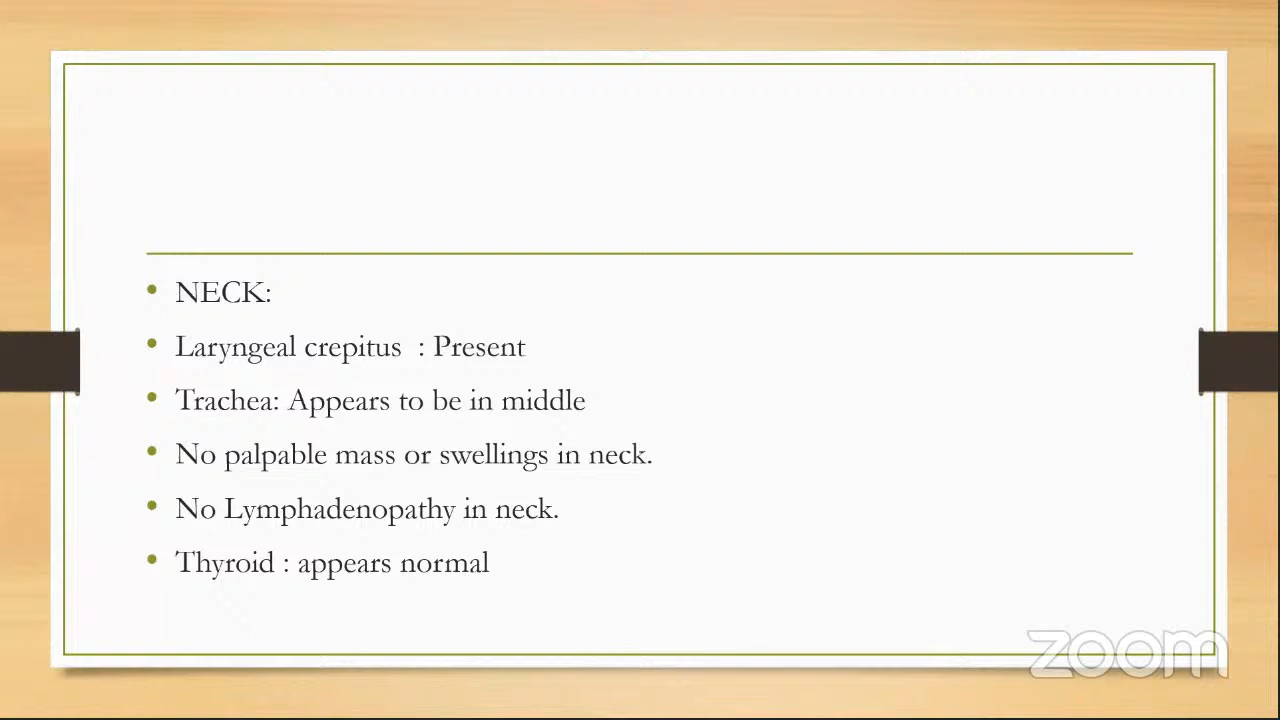 • NECK:
• Laryngeal crepitus  : Present
• Trachea: Appears to be in middle
• No palpable mass or swellings in neck.
• No Lymphadenopathy in neck.
• Thyroid : appears normal
zoom